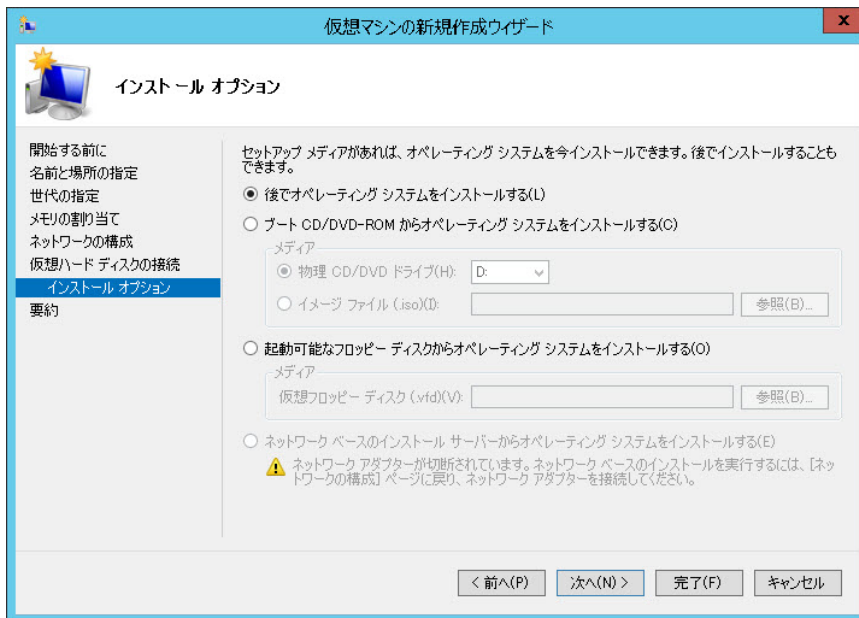 仮想マシンの新規作成ウィザード
x
インストール オプション
開始する前に
名前と場所の指定
世代の指定
メモリの割り当て
ネットワークの構成
仮想ハード ディスクの接続
インストール オプション
要約
セットアップ メディアがあれば、オペレーティング システムを今インストールできます。後でインストールすることも
できます。
後でオペレーティング システムをインストールする(L)
ブート CD/DVD-ROM からオペレーティング システムをインストールする(C)
メディア
物理 CD/DVD ドライブ(H): D:
イメージ ファイル (.iso)(I): 参照(B)...
起動可能なフロッピー ディスクからオペレーティング システムをインストールする(O)
メディア
仮想フロッピー ディスク (.vfd)(V): 参照(B)...
ネットワーク ベースのインストール サーバーからオペレーティング システムをインストールする(E)
ネットワーク アダプターが切断されています。ネットワーク ベースのインストールを実行するには、[ネッ
トワークの構成] ページに戻り、ネットワーク アダプターを接続してください。
< 前へ(P) 次へ(N) > 完了(F) キャンセル